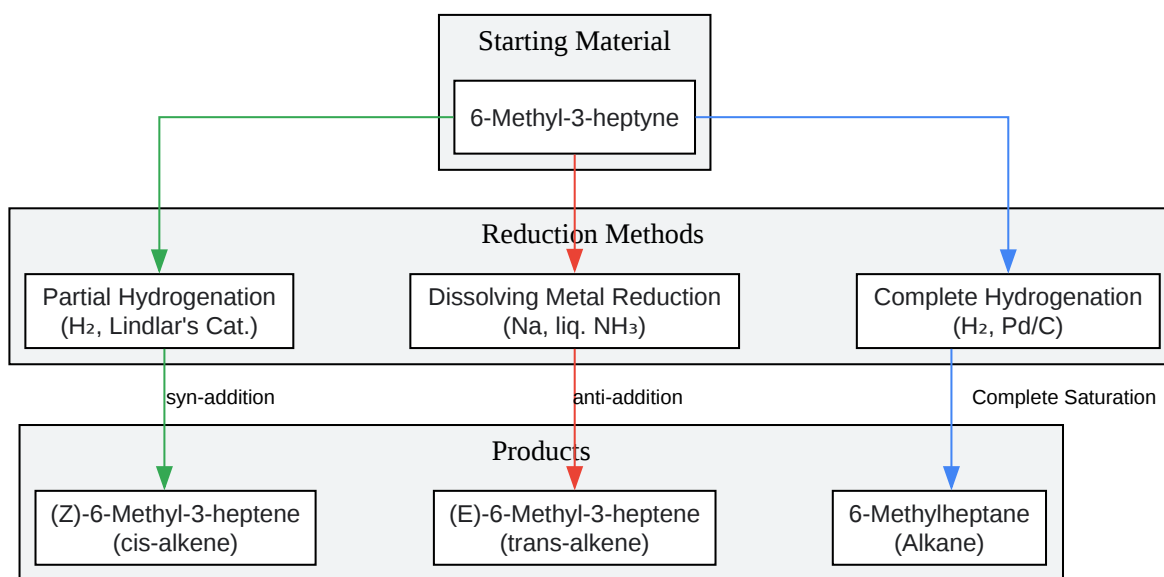 Starting Material
6-Methyl-3-heptyne
Reduction Methods
Partial Hydrogenation
(H₂, Lindlar's Cat.)
Dissolving Metal Reduction
(Na, liq. NH₃)
Complete Hydrogenation
(H₂, Pd/C)
syn-addition
anti-addition
Complete Saturation
Products
(Z)-6-Methyl-3-heptene
(cis-alkene)
(E)-6-Methyl-3-heptene
(trans-alkene)
6-Methylheptane
(Alkane)